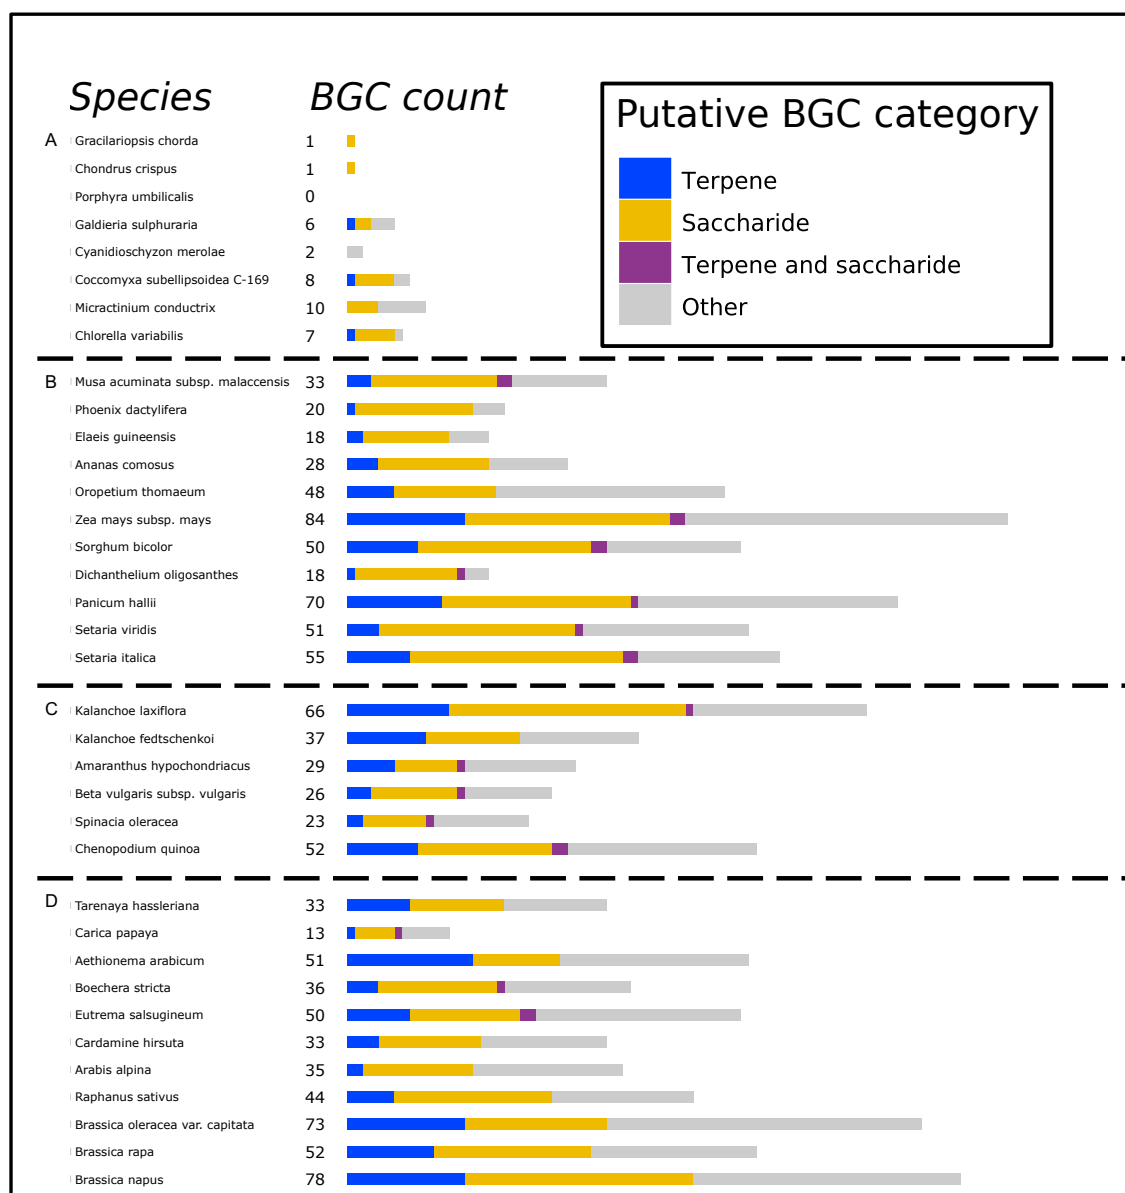 Species BGC count
Putative BGC category
Terpene
Saccharide
Terpene and saccharide
Other
A Gracilariopsis chorda 1
Chondrus crispus 1
Porphyra umbilicalis 0
Galdieria sulphuraria 6
Cyanidioschyzon merolae 2
Coccomyxa subellipsoidea C-169 8
Micractinium conductrix 10
Chlorella variabilis 7
B Musa acuminata subsp. malaccensis 33
Phoenix dactylifera 20
Elaeis guineensis 18
Ananas comosus 28
Oropetium thomaeum 48
Zea mays subsp. mays 84
Sorghum bicolor 50
Dichanthelium oligosanthes 18
Panicum hallii 70
Setaria viridis 51
Setaria italica 55
C Kalanchoe laxiflora 66
Kalanchoe fedtschenkoi 37
Amaranthus hypochondriacus 29
Beta vulgaris subsp. vulgaris 26
Spinacia oleracea 23
Chenopodium quinoa 52
D Tarenaya hassleriana 33
Carica papaya 13
Aethionema arabicum 51
Boechera stricta 36
Eutrema salsugineum 50
Cardamine hirsuta 33
Arabis alpina 35
Raphanus sativus 44
Brassica oleracea var. capitata 73
Brassica rapa 52
Brassica napus 78